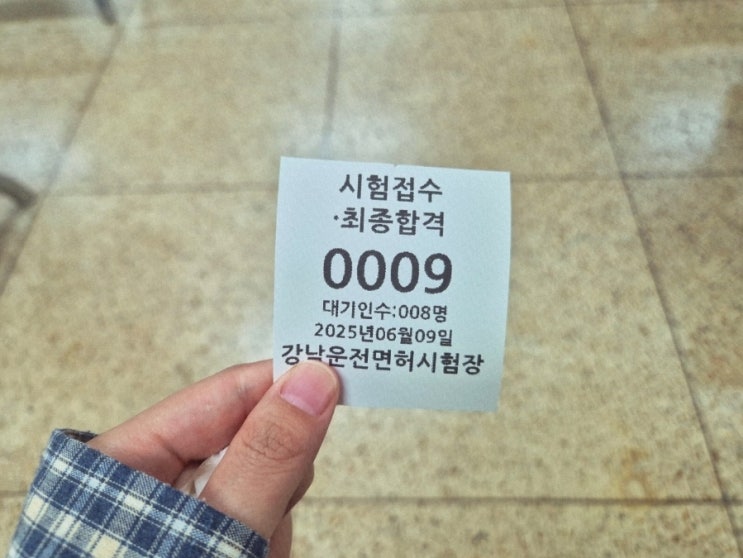 시험접수
·최종합격
0009
대기인수:008명
2025년06월09일
강남운전면허시험장